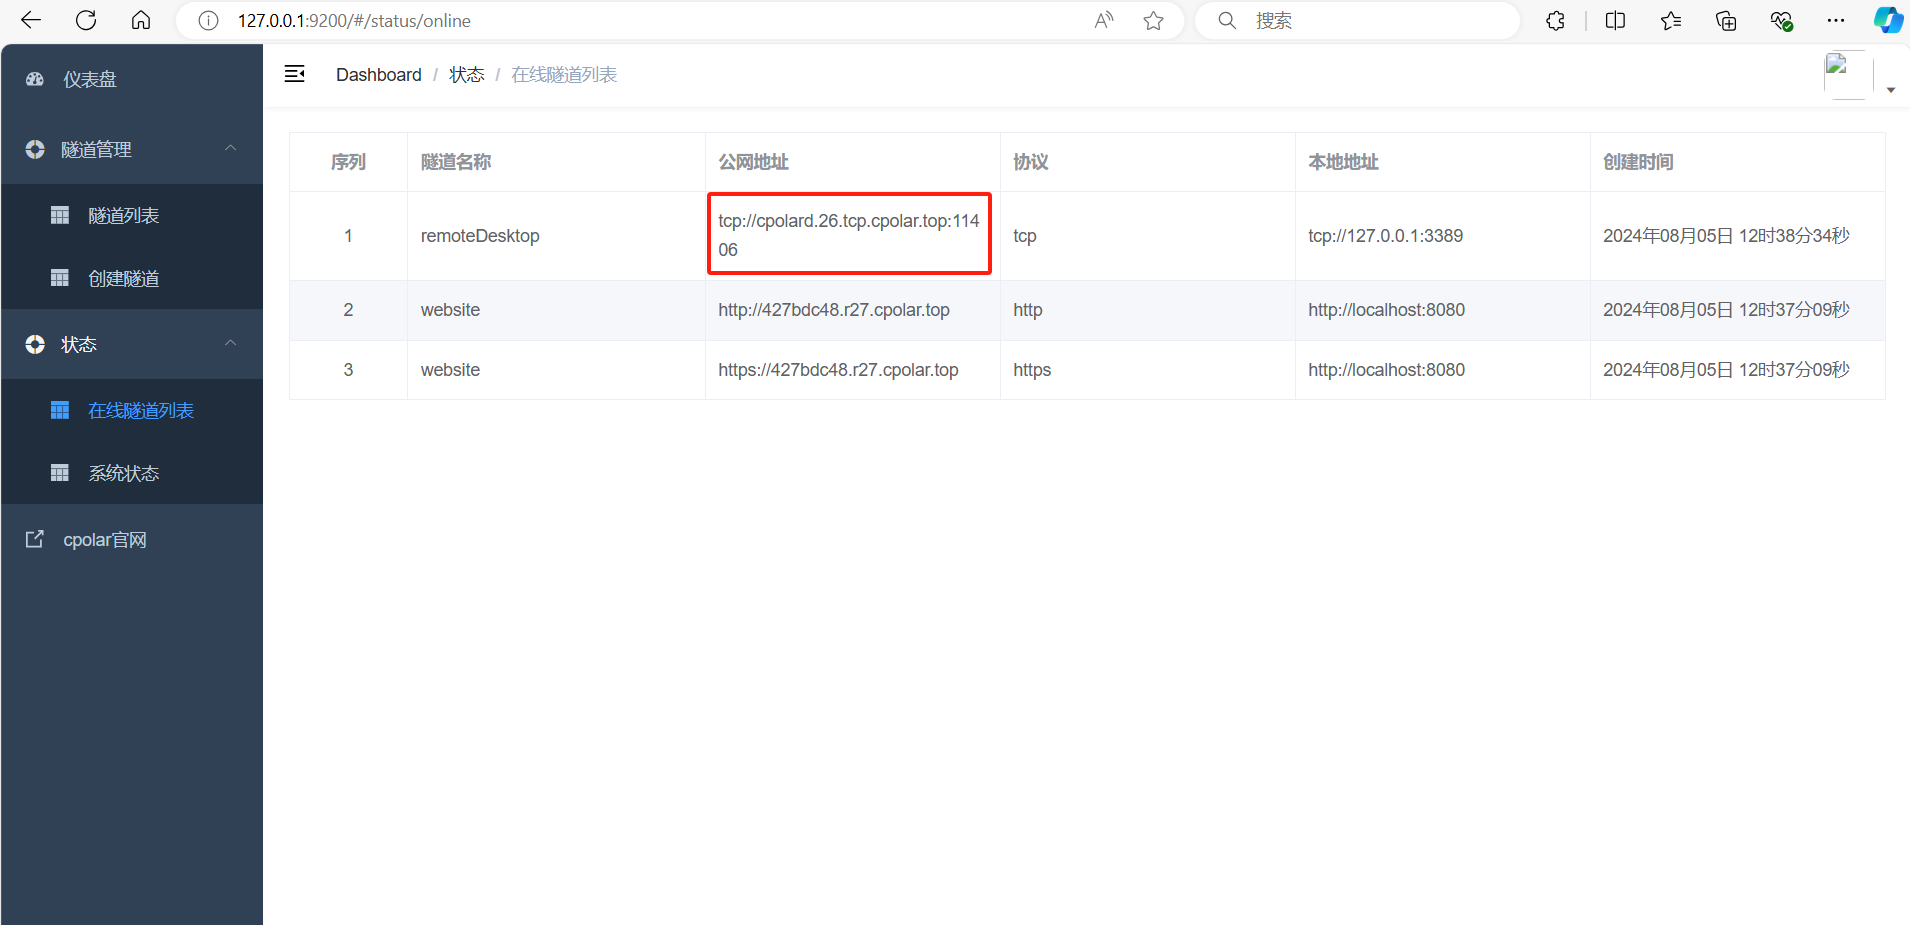 127.0.0.1:9200/#/status/online
搜索
仪表盘
隧道管理
隧道列表
创建隧道
状态
在线隧道列表
系统状态
cpolar官网
Dashboard / 状态 / 在线隧道列表
序列 隧道名称 公网地址 协议 本地地址 创建时间
1 remoteDesktop tcp://cpolard.26.tcp.cpolar.top:114
06 tcp tcp://127.0.0.1:3389 2024年08月05日 12时38分34秒
2 website http://427bdc48.r27.cpolar.top http http://localhost:8080 2024年08月05日 12时37分09秒
3 website https://427bdc48.r27.cpolar.top https http://localhost:8080 2024年08月05日 12时37分09秒